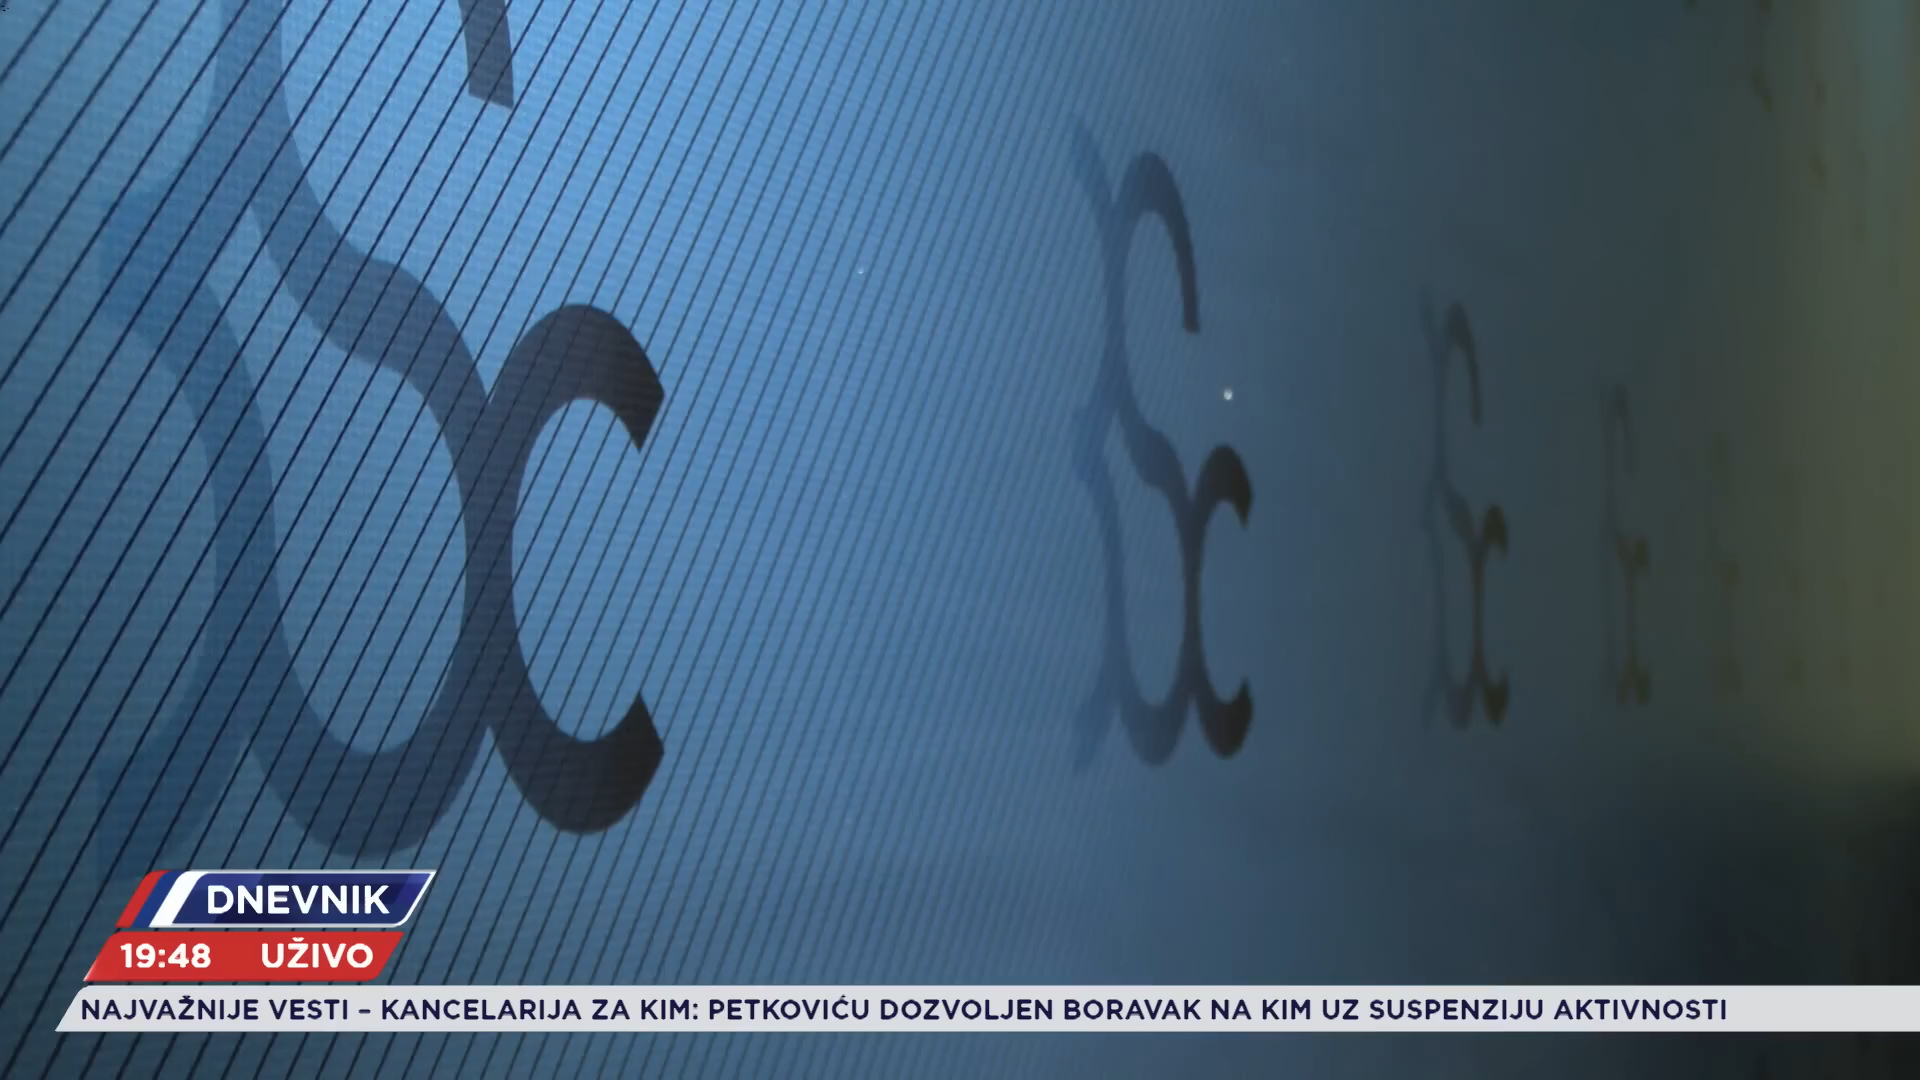 DNEVNIK
19:48 UŽIVO
NAJVAŽNIJE VESTI – KANCELARIJA ZA KIM: PETKOVIĆU DOZVOLJEN BORAVAK NA KIM UZ SUSPENZIJU AKTIVNOSTI